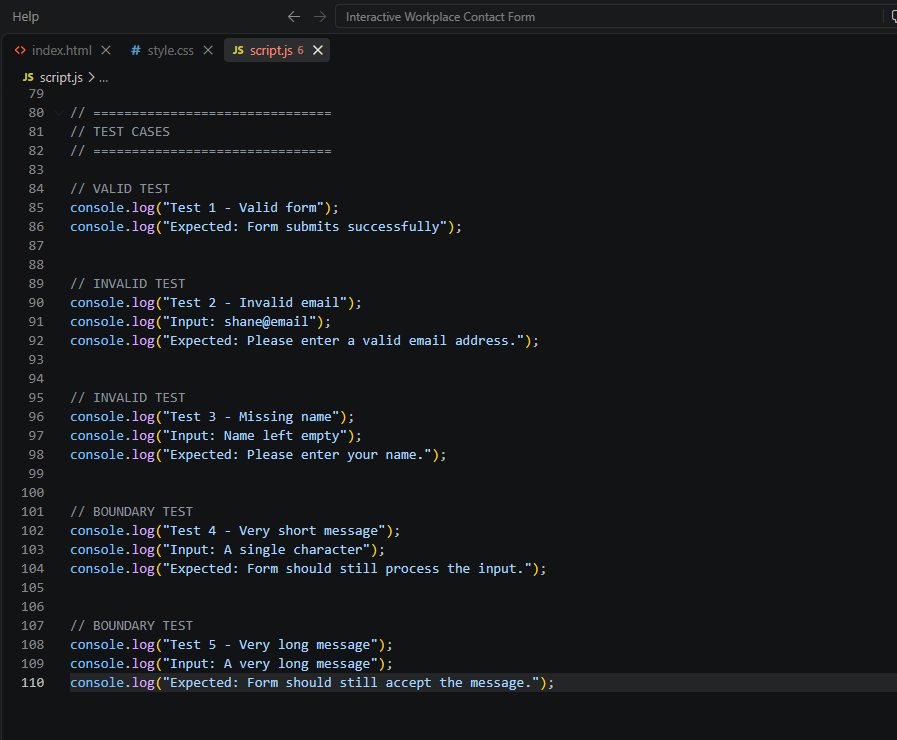 Help
← → Interactive Workplace Contact Form
<> index.html × # style.css × JS script.js 6 ×
JS script.js > ...
79
80 // ===============================
81 // TEST CASES
82 // ===============================
83
84 // VALID TEST
85 console.log("Test 1 - Valid form");
86 console.log("Expected: Form submits successfully");
87
88
89 // INVALID TEST
90 console.log("Test 2 - Invalid email");
91 console.log("Input: shane@email");
92 console.log("Expected: Please enter a valid email address.");
93
94
95 // INVALID TEST
96 console.log("Test 3 - Missing name");
97 console.log("Input: Name left empty");
98 console.log("Expected: Please enter your name.");
99
100
101 // BOUNDARY TEST
102 console.log("Test 4 - Very short message");
103 console.log("Input: A single character");
104 console.log("Expected: Form should still process the input.");
105
106
107 // BOUNDARY TEST
108 console.log("Test 5 - Very long message");
109 console.log("Input: A very long message");
110 console.log("Expected: Form should still accept the message.");